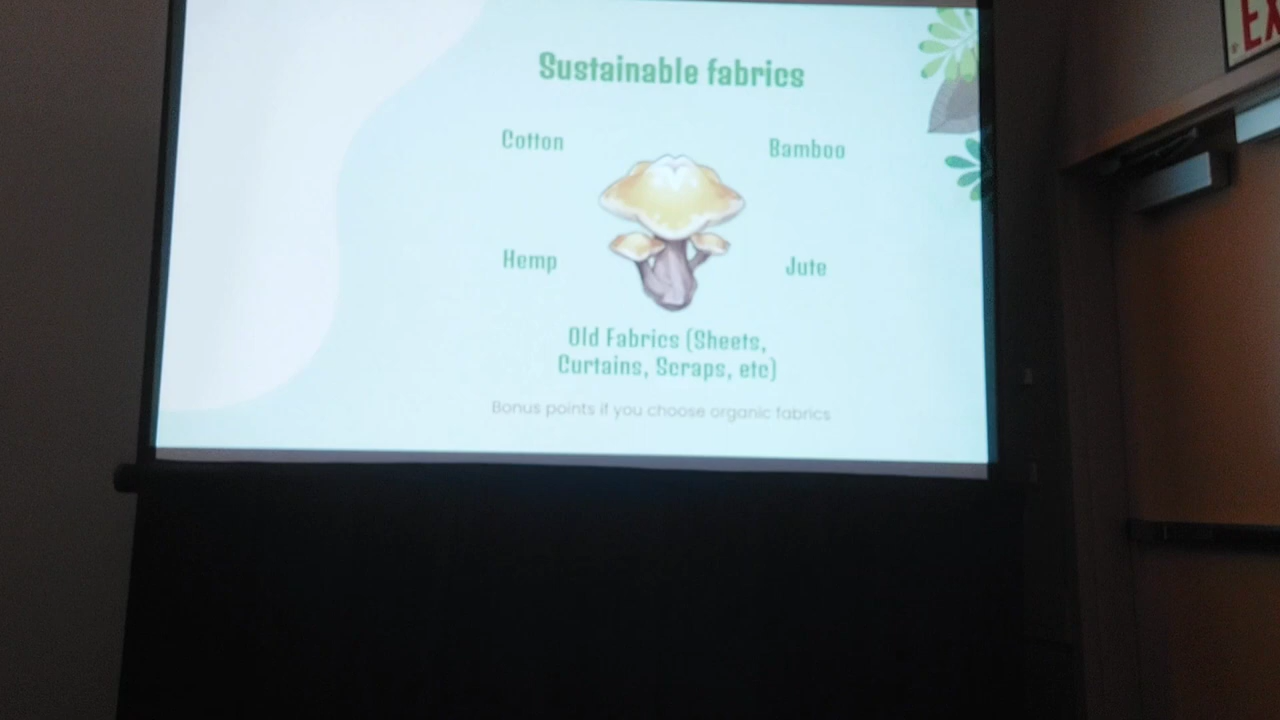 Sustainable fabrics
Cotton
Bamboo
Hemp
Jute
Old Fabrics (Sheets,
Curtains, Scraps, etc)
Bonus points if you choose organic fabrics
EX